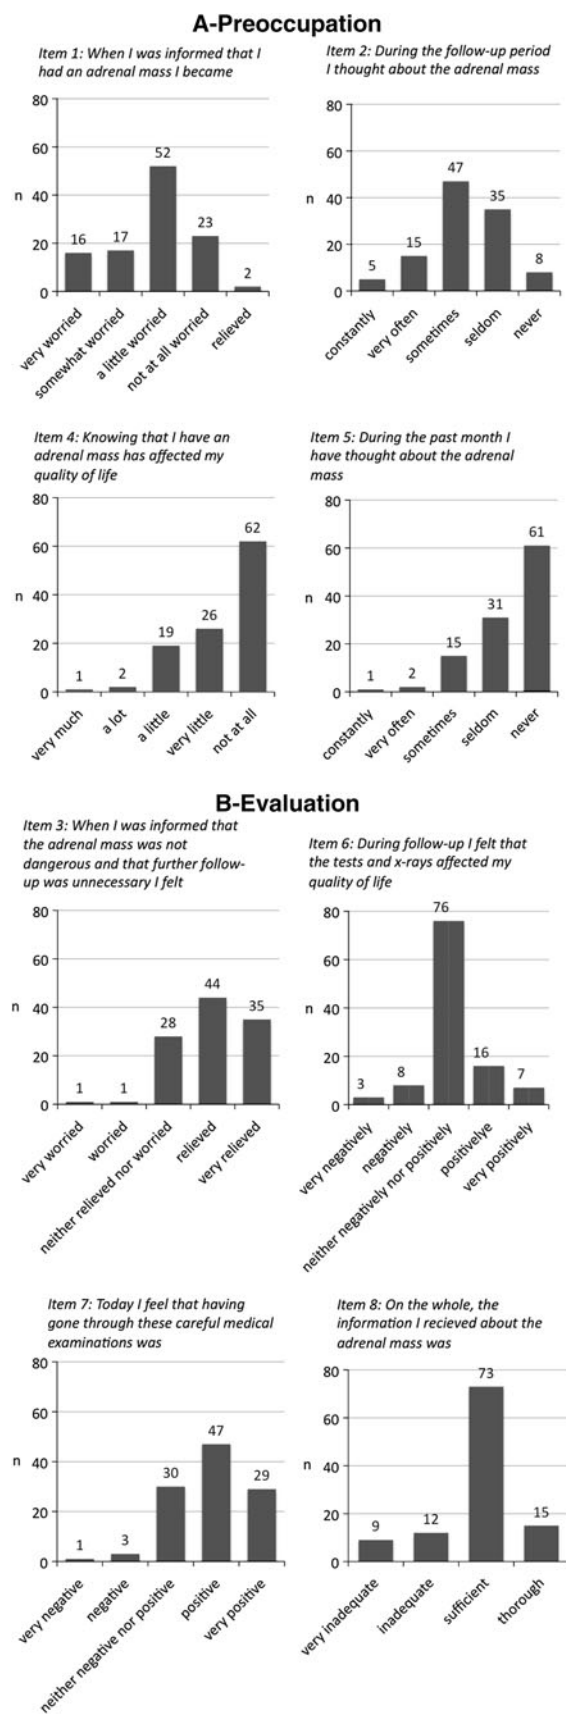 A-Preoccupation
Item 1: When I was informed that I
had an adrenal mass I became
80
60
n
40
20
0
16
17
52
23
2
very worried
somewhat worried
a little worried
not at all worried
relieved
Item 2: During the follow-up period
I thought about the adrenal mass
80
60
n
40
20
0
5
15
47
35
8
constantly
very often
sometimes
seldom
never
Item 4: Knowing that I have an
adrenal mass has affected my
quality of life
80
60
n
40
20
0
1
2
19
26
62
very much
a lot
a little
very little
not at all
Item 5: During the past month I
have thought about the adrenal
mass
80
60
n
40
20
0
1
2
15
31
61
constantly
very often
sometimes
seldom
never
B-Evaluation
Item 3: When I was informed that
the adrenal mass was not
dangerous and that further follow-
up was unnecessary I felt
80
60
n
40
20
0
1
1
28
44
35
very worried
worried
neither relieved nor worried
relieved
very relieved
Item 6: During follow-up I felt that
the tests and x-rays affected my
quality of life
80
60
n
40
20
0
3
8
76
16
7
very negatively
negatively
neither negatively nor positively
positivelye
very positively
Item 7: Today I feel that having
gone through these careful medical
examinations was
80
60
n
40
20
0
1
3
30
47
29
very negative
negative
neither negative nor positive
positive
very positive
Item 8: On the whole, the
information I recieved about the
adrenal mass was
80
60
n
40
20
0
9
12
73
15
very inadequate
inadequate
sufficient
thorough